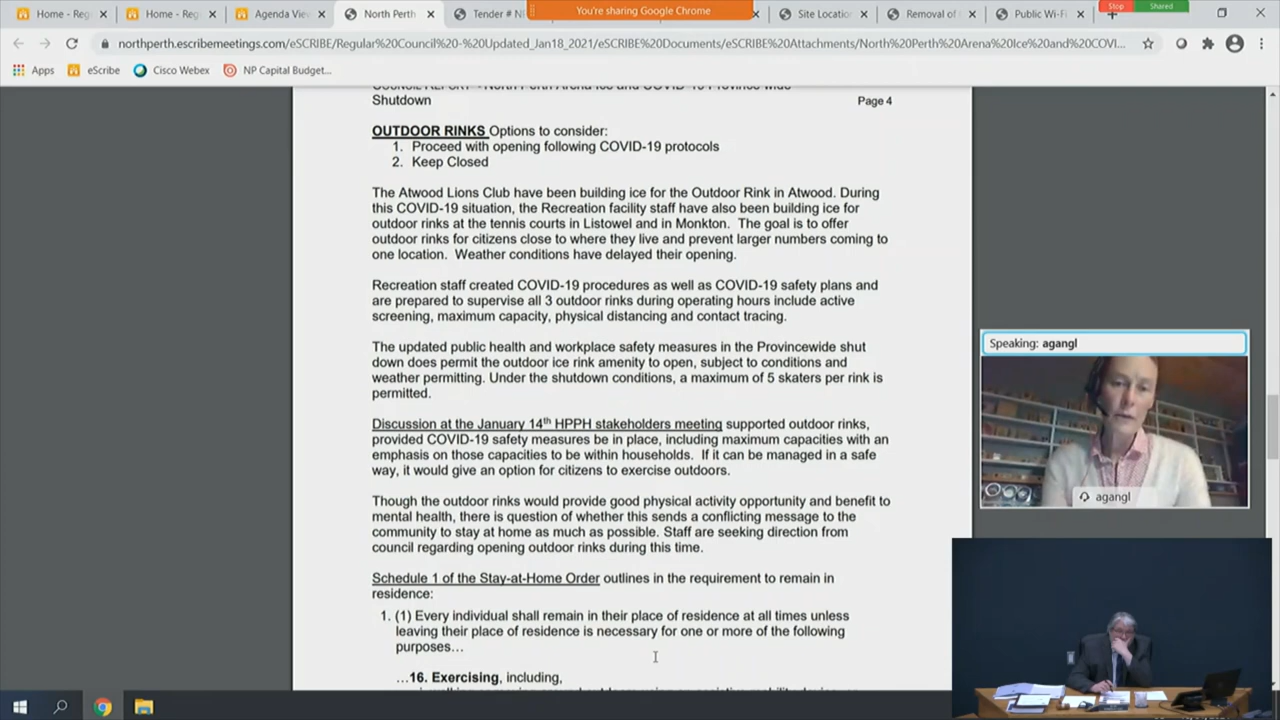 Home - Reg
Home - Reg
Agenda Vie
North Perth
Tender # N
You're sharing Google Chrome
Site Locatio
Removal of
Public Wi-Fi
Stop
Shared
northperth.escribemeetings.com/eSCRIBE/Regular%20Council%20-%20Updated_Jan18_2021/eSCRIBE%20Documents/eSCRIBE%20Attachments/North%20Perth%20Arena%20Ice%20and%20COVI...
Apps
eScribe
Cisco Webex
NP Capital Budget...
Shutdown
Page 4
OUTDOOR RINKS Options to consider:
1. Proceed with opening following COVID-19 protocols
2. Keep Closed
The Atwood Lions Club have been building ice for the Outdoor Rink in Atwood. During
this COVID-19 situation, the Recreation facility staff have also been building ice for
outdoor rinks at the tennis courts in Listowel and in Monkton. The goal is to offer
outdoor rinks for citizens close to where they live and prevent larger numbers coming to
one location. Weather conditions have delayed their opening.
Recreation staff created COVID-19 procedures as well as COVID-19 safety plans and
are prepared to supervise all 3 outdoor rinks during operating hours include active
screening, maximum capacity, physical distancing and contact tracing.
The updated public health and workplace safety measures in the Provincewide shut
down does permit the outdoor ice rink amenity to open, subject to conditions and
weather permitting. Under the shutdown conditions, a maximum of 5 skaters per rink is
permitted.
Discussion at the January 14th HPPH stakeholders meeting supported outdoor rinks,
provided COVID-19 safety measures be in place, including maximum capacities with an
emphasis on those capacities to be within households. If it can be managed in a safe
way, it would give an option for citizens to exercise outdoors.
Though the outdoor rinks would provide good physical activity opportunity and benefit to
mental health, there is question of whether this sends a conflicting message to the
community to stay at home as much as possible. Staff are seeking direction from
council regarding opening outdoor rinks during this time.
Schedule 1 of the Stay-at-Home Order outlines in the requirement to remain in
residence:
1. (1) Every individual shall remain in their place of residence at all times unless
leaving their place of residence is necessary for one or more of the following
purposes…
…16. Exercising, including,
Speaking: agangl
agangl